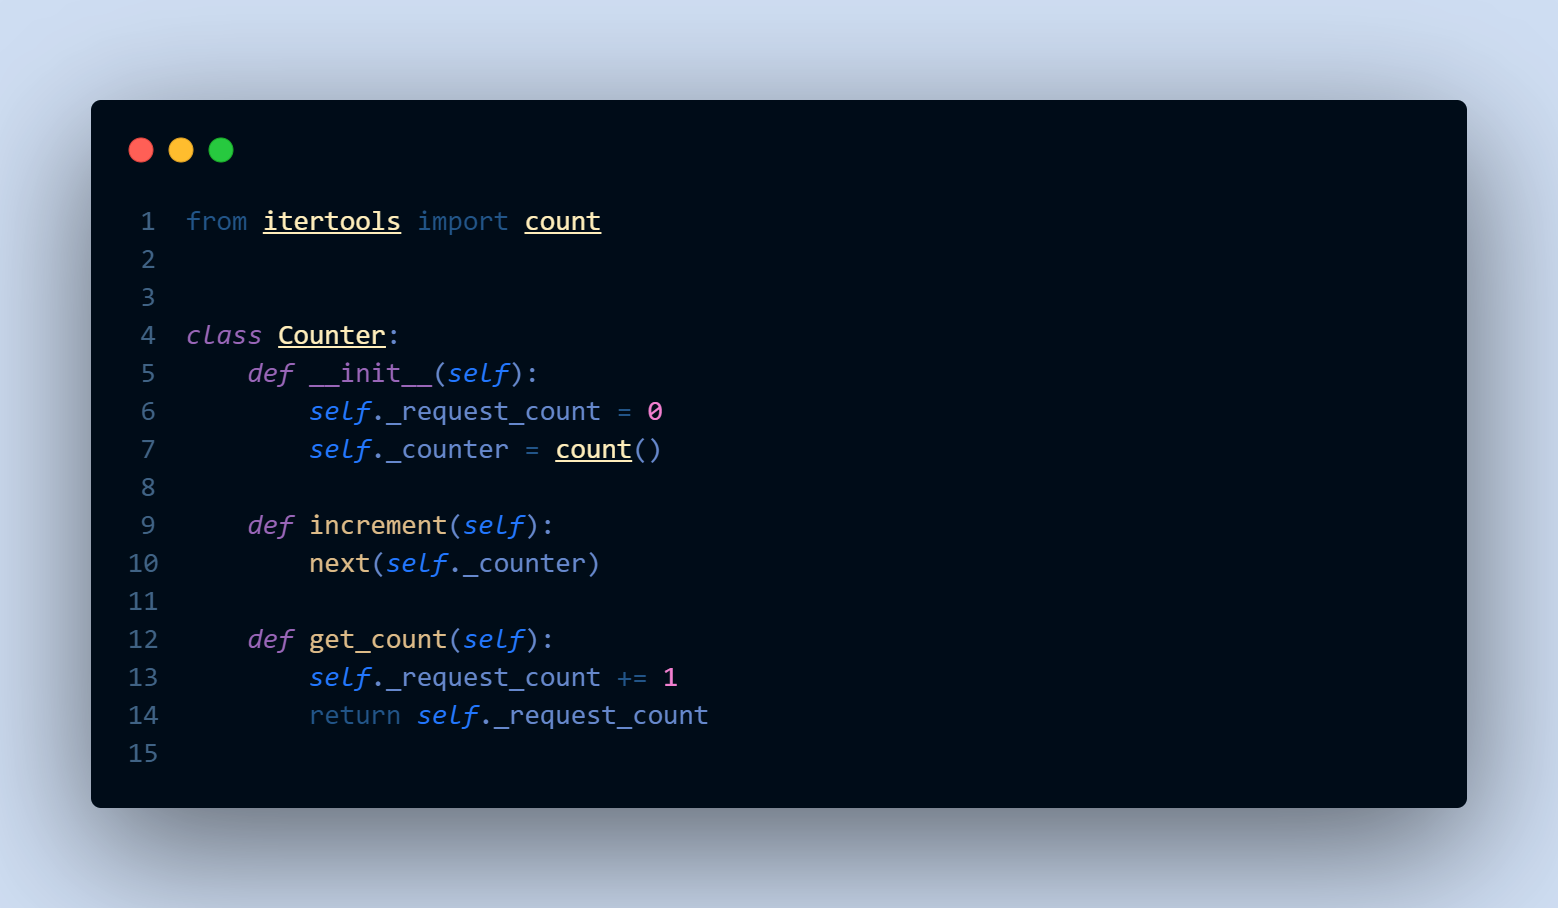 1 from itertools import count
2
3
4 class Counter:
5     def __init__(self):
6         self._request_count = 0
7         self._counter = count()
8
9     def increment(self):
10         next(self._counter)
11
12     def get_count(self):
13         self._request_count += 1
14         return self._request_count
15